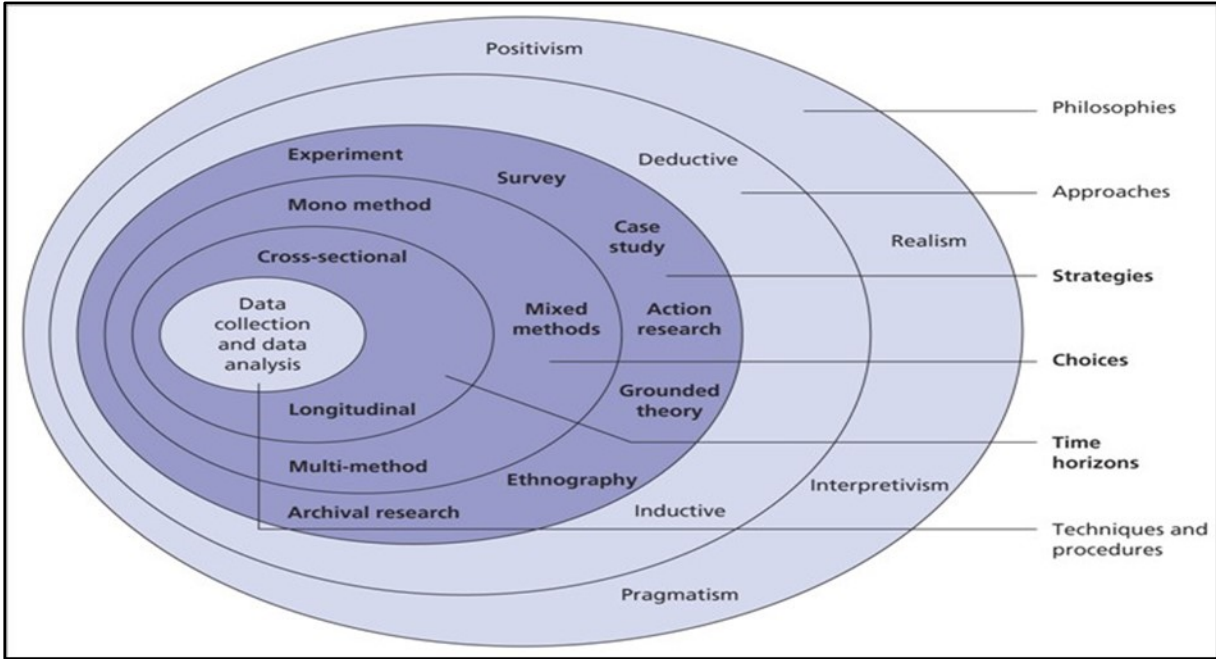 Positivism
Philosophies
Experiment
Deductive
Survey
Approaches
Mono method
Case
study
Realism
Cross-sectional
Strategies
Data
collection
and data
analysis
Mixed
methods
Action
research
Choices
Longitudinal
Grounded
theory
Time
horizons
Multi-method
Ethnography
Interpretivism
Archival research
Inductive
Techniques and
procedures
Pragmatism